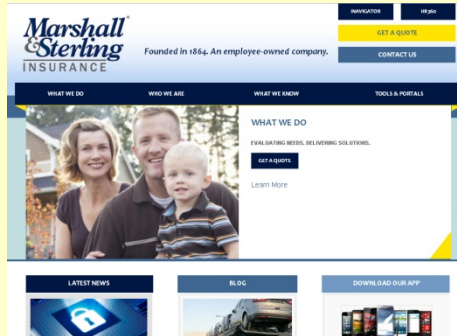 NAVIGATOR
HR360
Marshall
&Sterling
INSURANCE
Founded in 1864. An employee-owned company.
GET A QUOTE
CONTACT US
WHAT WE DO
WHO WE ARE
WHAT WE KNOW
TOOLS & PORTALS
WHAT WE DO
EVALUATING NEEDS. DELIVERING SOLUTIONS.
GET A QUOTE
Learn More
LATEST NEWS
BLOG
DOWNLOAD OUR APP